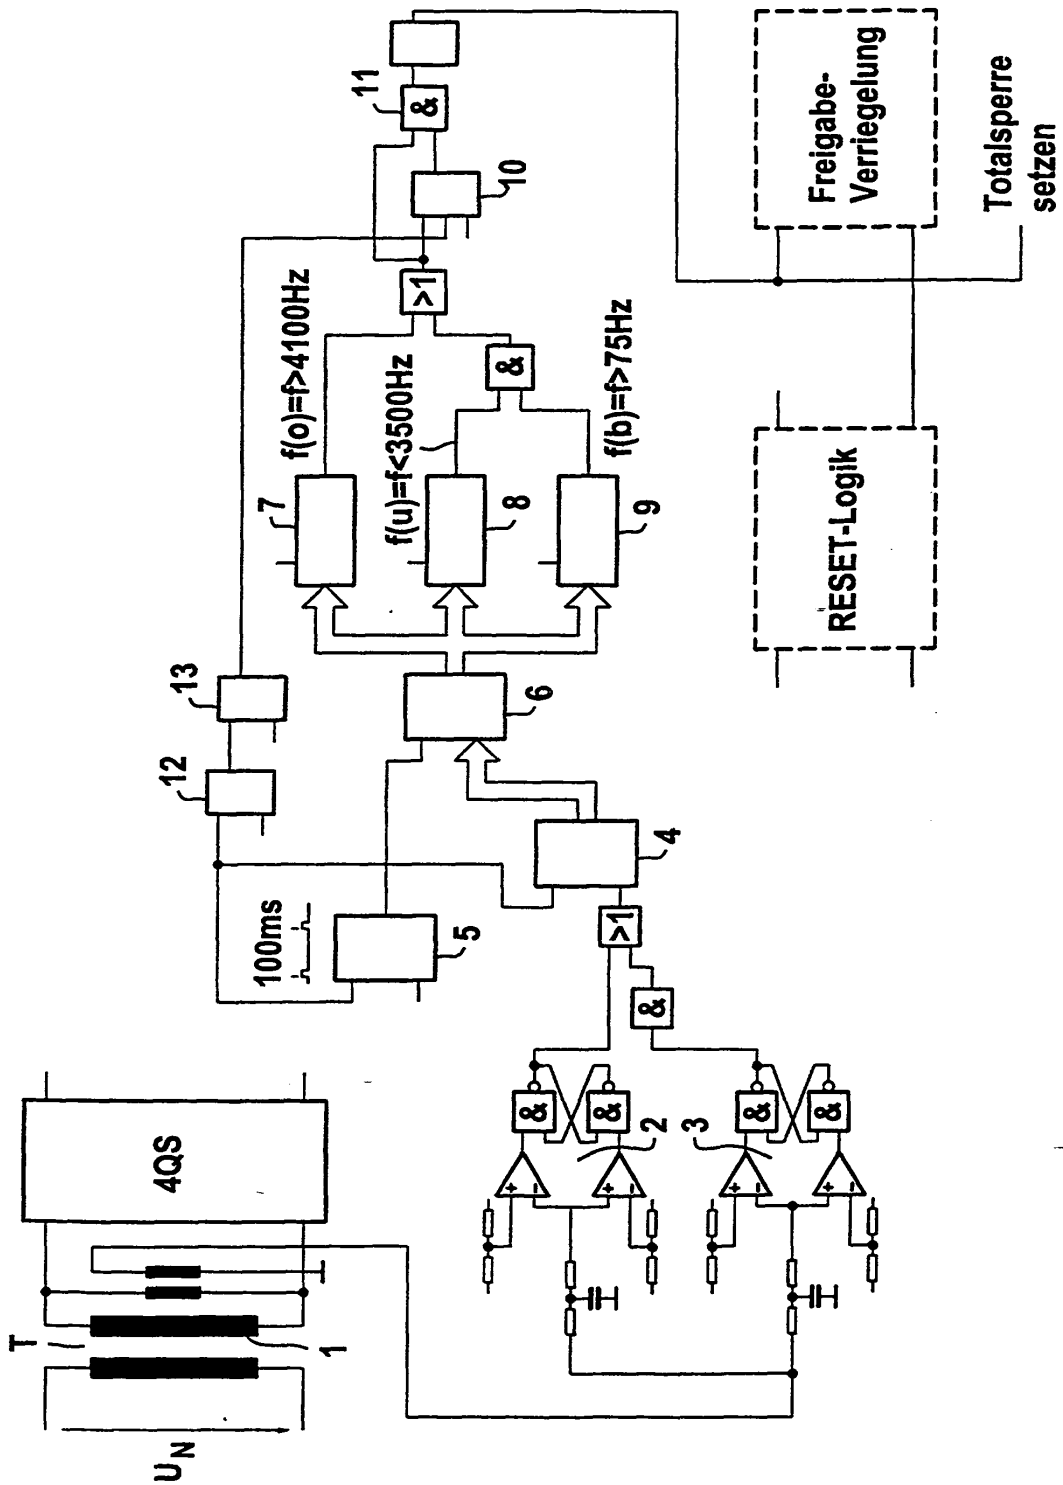 U_N
T
1
4QS
100ms
5
12
13
4
6
7
f(o)=f>4100Hz
f(u)=f<3500Hz
8
9
f(b)=f>75Hz
&
>1
10
11
&
2
3
+
-
+
-
+
-
+
-
&
&
&
&
&
>1
RESET-Logik
Freigabe-
Verriegelung
Totalsperre
setzen